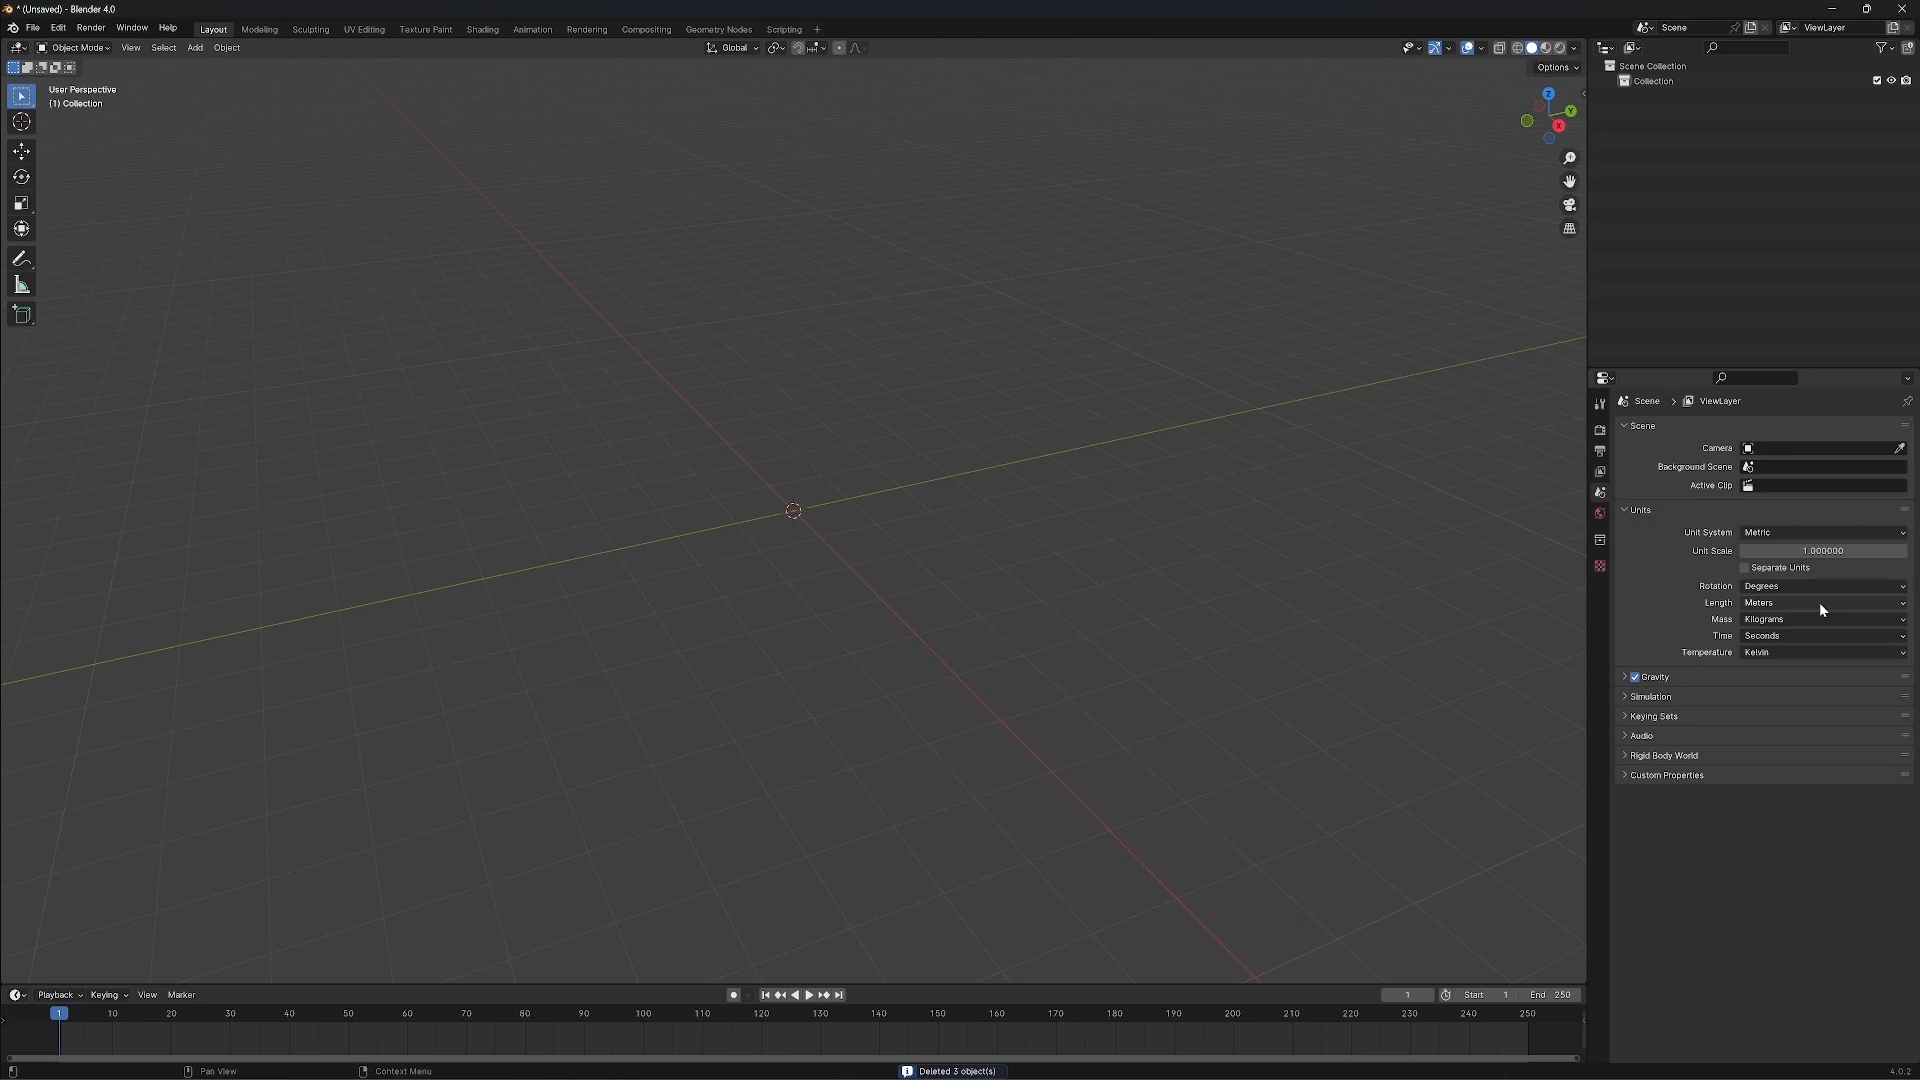 * (Unsaved) - Blender 4.0
File Edit Render Window Help Layout Modeling Sculpting UV Editing Texture Paint Shading Animation Rendering Compositing Geometry Nodes Scripting + Scene ViewLayer
Object Mode View Select Add Object Global
Options
User Perspective
(1) Collection
Z
Y
X
Scene Collection
Collection
Scene > ViewLayer
Scene
Camera
Background Scene
Active Clip
Units
Unit System Metric
Unit Scale 1.000000
Separate Units
Rotation Degrees
Length Meters
Mass Kilograms
Time Seconds
Temperature Kelvin
Gravity
Simulation
Keying Sets
Audio
Rigid Body World
Custom Properties
Playback Keying View Marker 1 Start 1 End 250
1 10 20 30 40 50 60 70 80 90 100 110 120 130 140 150 160 170 180 190 200 210 220 230 240 250
Pan View Context Menu Deleted 3 object(s) 4.0.2